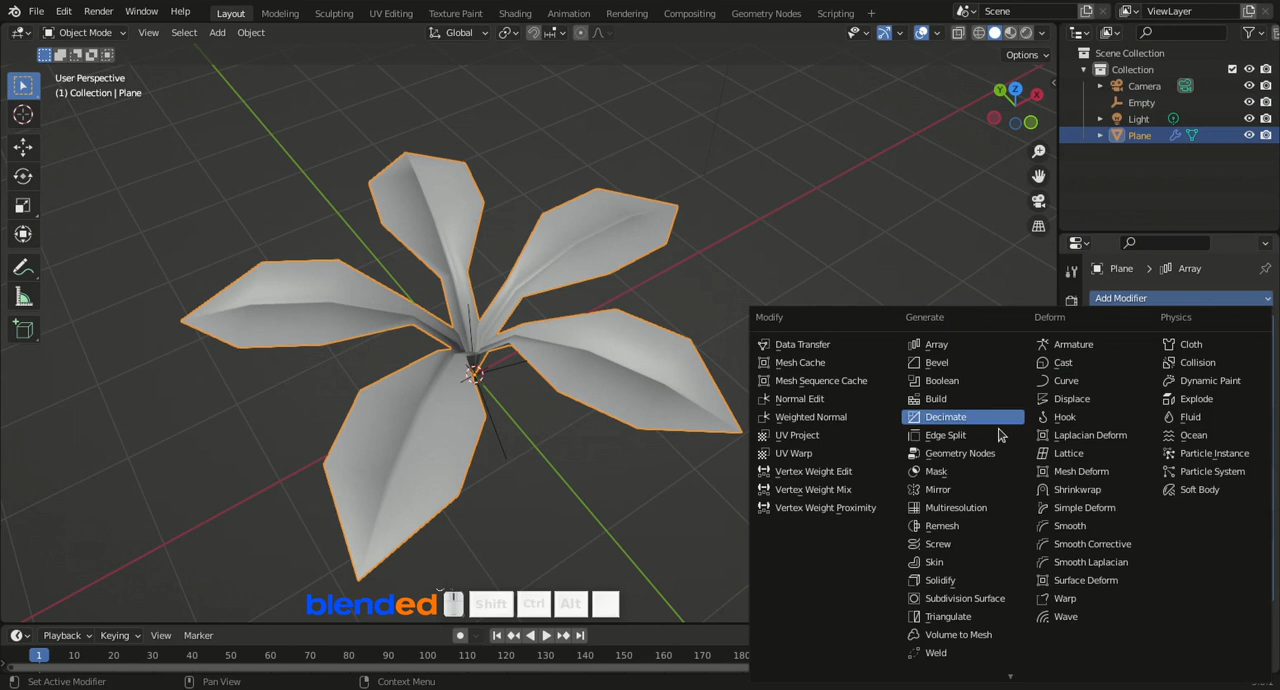 File Edit Render Window Help Layout Modeling Sculpting UV Editing Texture Paint Shading Animation Rendering Compositing Geometry Nodes Scripting + Scene ViewLayer
Object Mode View Select Add Object Global
Options
User Perspective
(1) Collection | Plane
Z
Y
X
Scene Collection
Collection
Camera
Empty
Light
Plane
Plane > Array
Add Modifier
Modify
Data Transfer
Mesh Cache
Mesh Sequence Cache
Normal Edit
Weighted Normal
UV Project
UV Warp
Vertex Weight Edit
Vertex Weight Mix
Vertex Weight Proximity
Generate
Array
Bevel
Boolean
Build
Decimate
Edge Split
Geometry Nodes
Mask
Mirror
Multiresolution
Remesh
Screw
Skin
Solidify
Subdivision Surface
Triangulate
Volume to Mesh
Weld
Deform
Armature
Cast
Curve
Displace
Hook
Laplacian Deform
Lattice
Mesh Deform
Shrinkwrap
Simple Deform
Smooth
Smooth Corrective
Smooth Laplacian
Surface Deform
Warp
Wave
Physics
Cloth
Collision
Dynamic Paint
Explode
Fluid
Ocean
Particle Instance
Particle System
Soft Body
blended Shift Ctrl Alt
Playback Keying View Marker
1 10 20 30 40 50 60 70 80 90 100 110 120 130 140 150 160 170 180
Set Active Modifier Pan View Context Menu